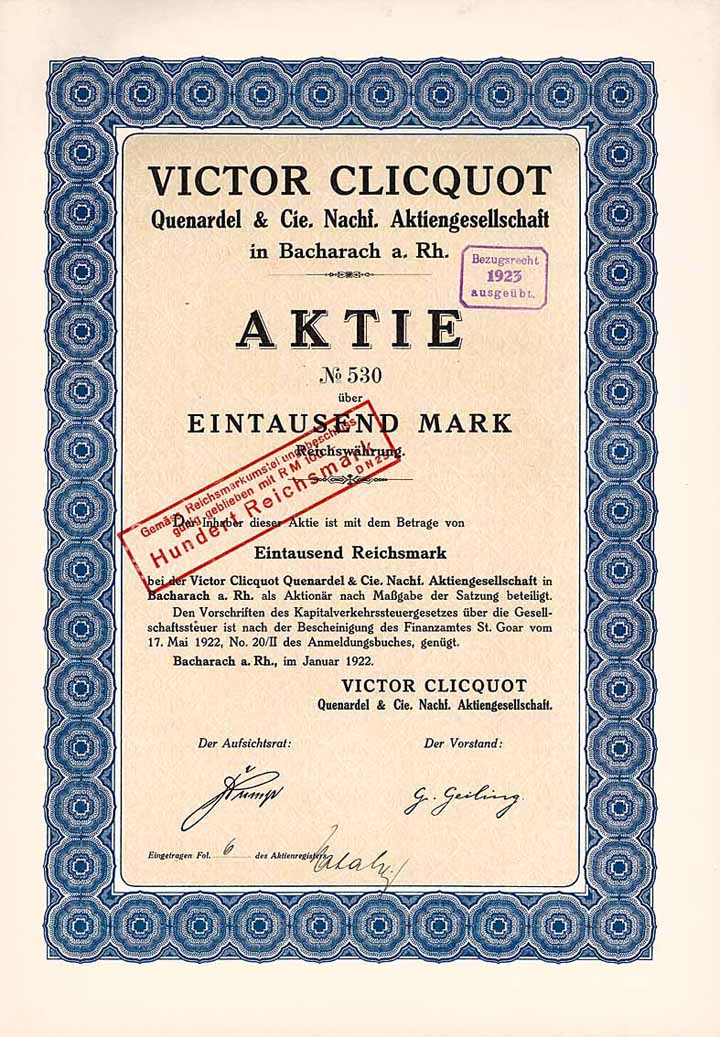 VICTOR CLICQUOT
Quenardel & Cie. Nachf. Aktiengesellschaft
in Bacharach a. Rh.
Bezugsrecht
1923
ausgeübt.
AKTIE
№ 530
über
EINTAUSEND MARK
Reichswährung.
Gemäss Reichsmarkumstellungsbeschluss
gültig geblieben mit R.M 100
Hundert Reichsmark
Der Inhaber dieser Aktie ist mit dem Betrage von
Eintausend Reichsmark
bei der Victor Clicquot Quenardel & Cie. Nachf. Aktiengesellschaft in
Bacharach a. Rh. als Aktionär nach Maßgabe der Satzung beteiligt.
Den Vorschriften des Kapitalverkehrssteuergesetzes über die Gesell-
schaftssteuer ist nach der Bescheinigung des Finanzamtes St. Goar vom
17. Mai 1922, No. 20/II des Anmeldungsbuches, genügt.
Bacharach a. Rh., im Januar 1922.
VICTOR CLICQUOT
Quenardel & Cie. Nachf. Aktiengesellschaft.
Der Aufsichtsrat:
Der Vorstand:
G. Geiling.
Eingetragen Fol. 6 des Aktienregisters